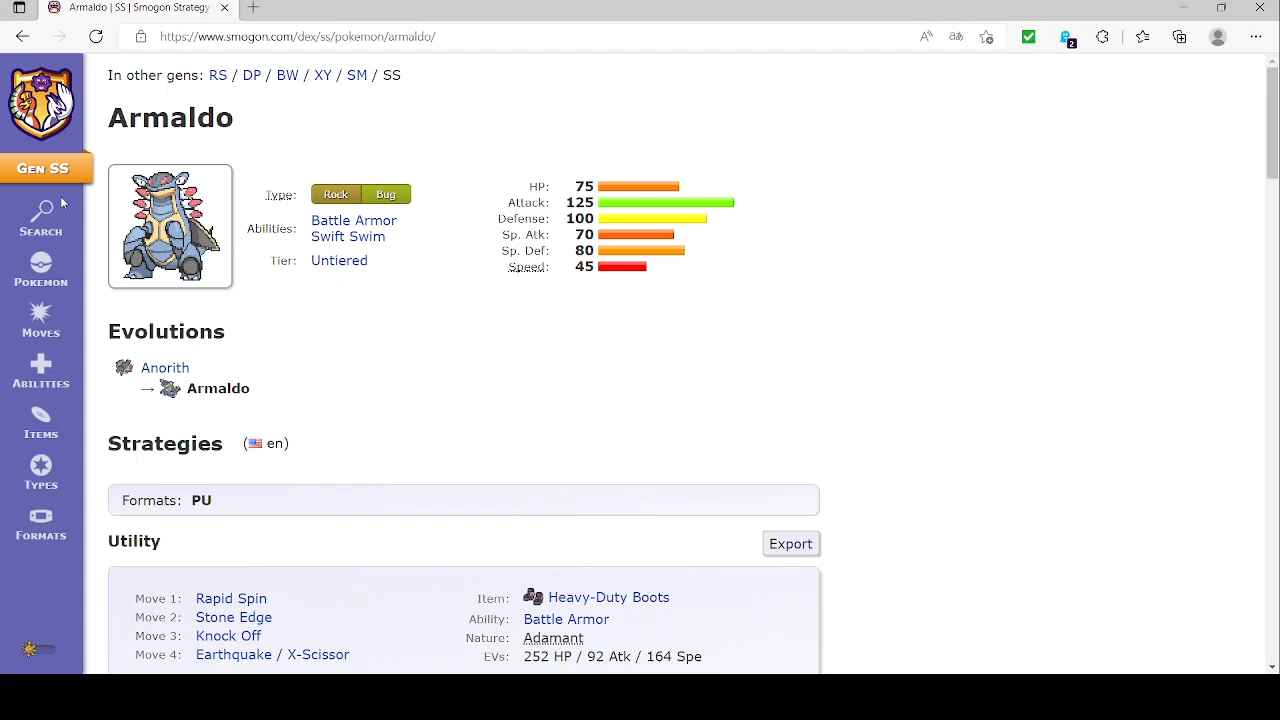 Armaldo | SS | Smogon Strategy
https://www.smogon.com/dex/ss/pokemon/armaldo/
2
In other gens: RS / DP / BW / XY / SM / SS
Armaldo
Gen SS
Search
Pokemon
Moves
Abilities
Items
Types
Formats
Type: Rock Bug
Abilities: Battle Armor
Swift Swim
Tier: Untiered
HP: 75
Attack: 125
Defense: 100
Sp. Atk: 70
Sp. Def: 80
Speed: 45
Evolutions
Anorith
→ Armaldo
Strategies (en)
Formats: PU
Utility
Export
Move 1: Rapid Spin
Move 2: Stone Edge
Move 3: Knock Off
Move 4: Earthquake / X-Scissor
Item: Heavy-Duty Boots
Ability: Battle Armor
Nature: Adamant
EVs: 252 HP / 92 Atk / 164 Spe